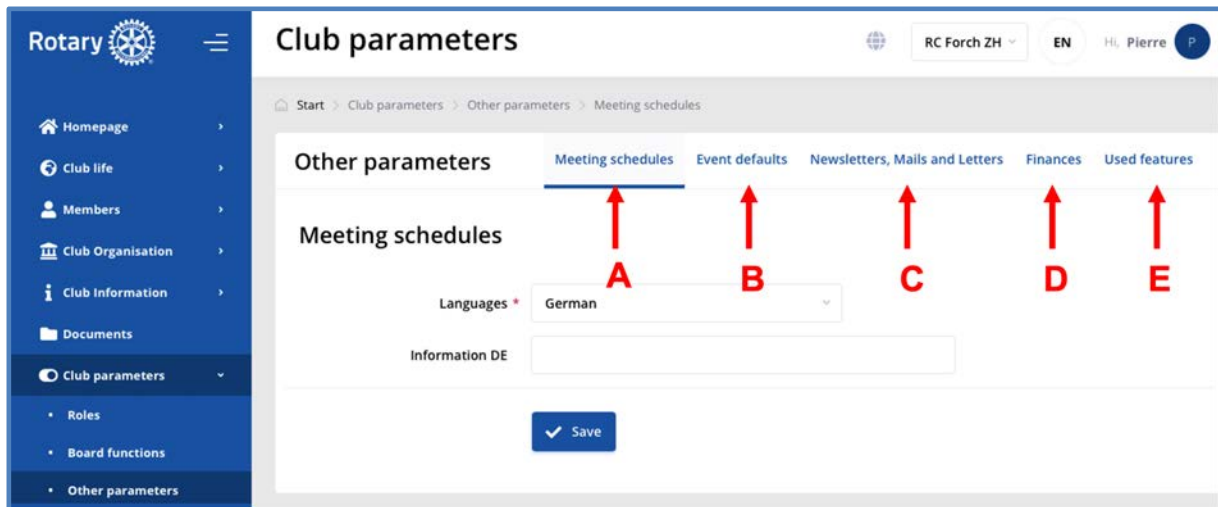 Rotary
Club parameters
RC Forch ZH
EN
Hi, Pierre
P
Start > Club parameters > Other parameters > Meeting schedules
Homepage
Club life
Members
Club Organisation
Club Information
Documents
Club parameters
Roles
Board functions
Other parameters
Other parameters
Meeting schedules
Event defaults
Newsletters, Mails and Letters
Finances
Used features
A
B
C
D
E
Meeting schedules
Languages *
German
Information DE
Save